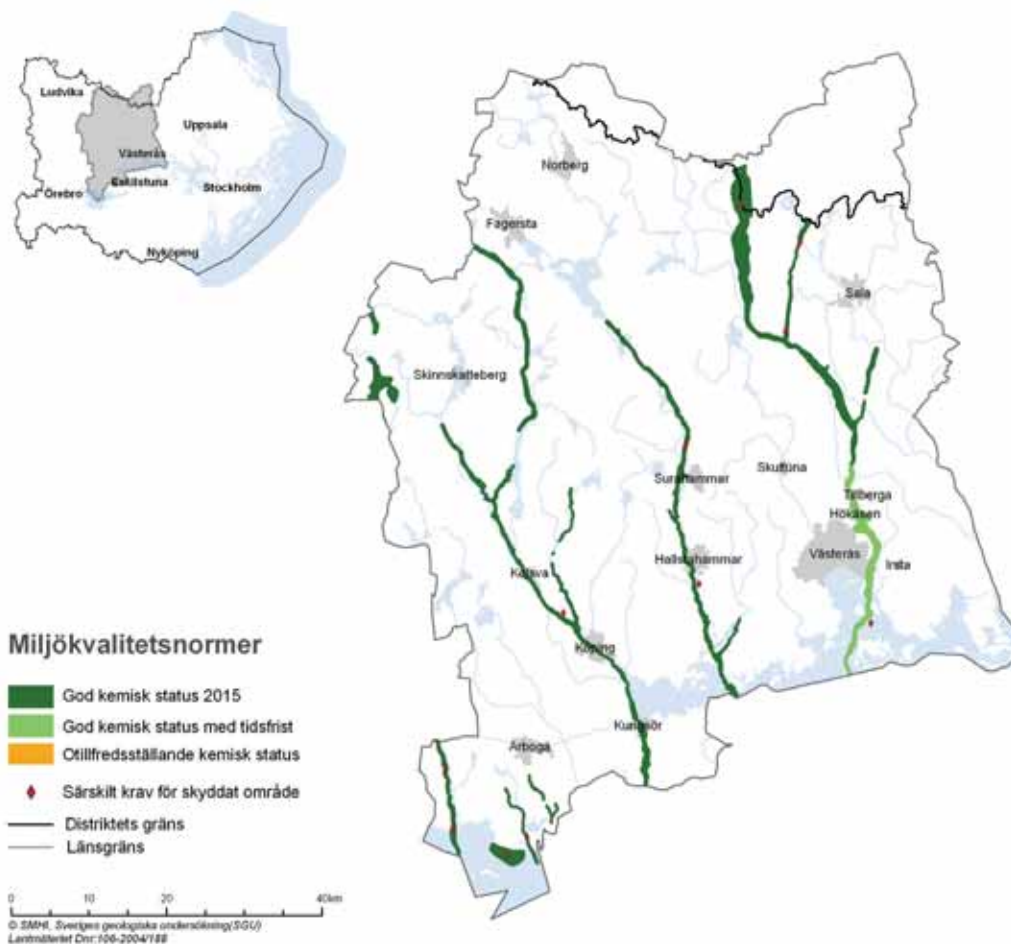 Ludvika
Uppsala
Västerås
Eskilstuna
Örebro
Stockholm
Nyköping
Norberg
Fagersta
Sala
Skinnskatteberg
Surahammar
Skultuna
Tillberga
Hökåsen
Västerås
Hallstahammar
Irsta
Kolsva
Köping
Kungsör
Arboga
Miljökvalitetsnormer
God kemisk status 2015
God kemisk status med tidsfrist
Otillfredsställande kemisk status
Särskilt krav för skyddat område
Distriktets gräns
Länsgräns
0 10 20 40km
© SMHI, Sveriges geologiska undersökning(SGU)
Lantmäteriet Dnr:106-2004/188